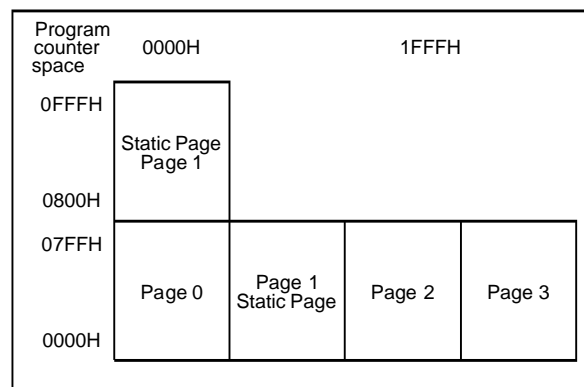 Program
counter
space
0000H
1FFFH
0FFFH
Static Page
Page 1
0800H
07FFH
Page 0
Page 1
Static Page
Page 2
Page 3
0000H